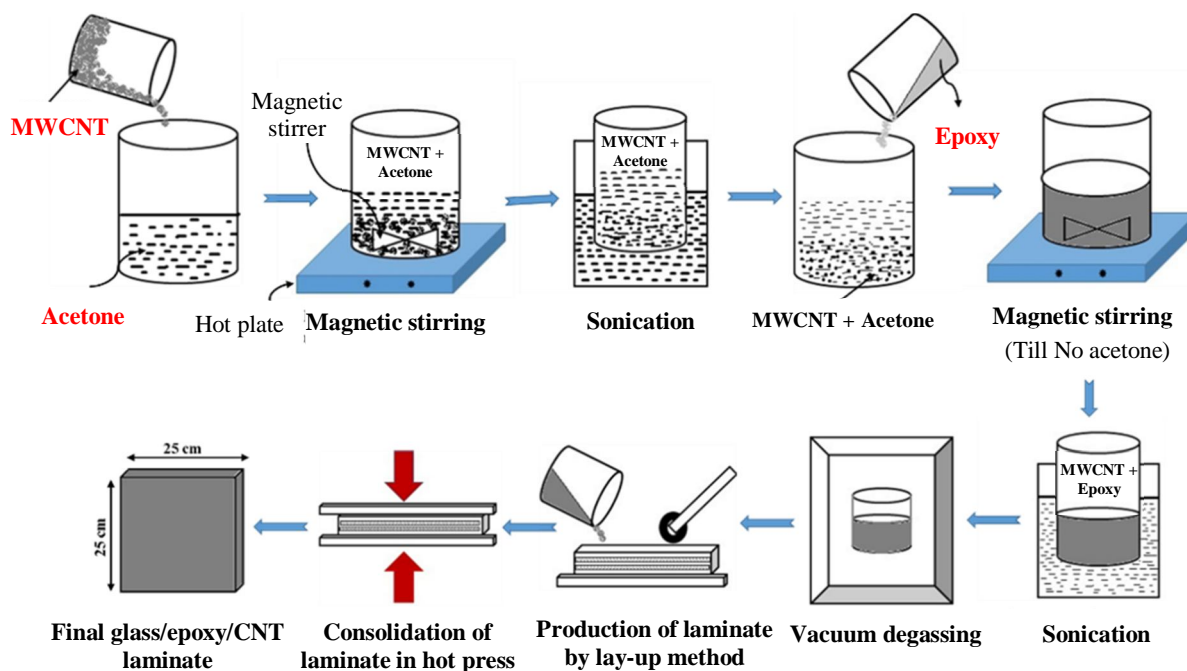 MWCNT
Acetone
Magnetic
stirrer
MWCNT +
Acetone
Hot plate
Magnetic stirring
MWCNT +
Acetone
Sonication
Epoxy
MWCNT + Acetone
Magnetic stirring
(Till No acetone)
MWCNT +
Epoxy
Sonication
Vacuum degassing
Production of laminate
by lay-up method
Consolidation of
laminate in hot press
25 cm
25 cm
Final glass/epoxy/CNT
laminate